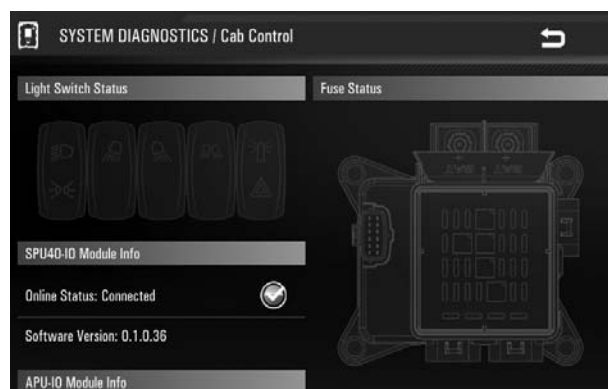 SYSTEM DIAGNOSTICS / Cab Control
Light Switch Status
Fuse Status
SPU40-IO Module Info
Online Status: Connected
Software Version: 0.1.0.36
APU-IO Module Info